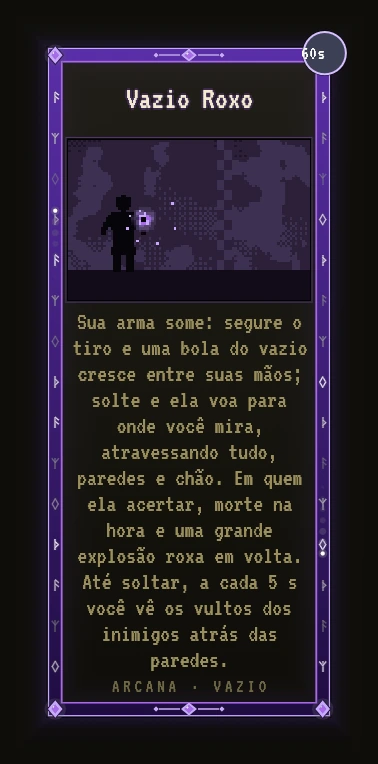 60s
Vazio Roxo
Sua arma some: segure o
tiro e uma bola do vazio
cresce entre suas mãos;
solte e ela voa para
onde você mira,
atravessando tudo,
paredes e chão. Em quem
ela acertar, morte na
hora e uma grande
explosão roxa em volta.
Até soltar, a cada 5 s
você vê os vultos dos
inimigos atrás das
paredes.
ARCANA · VAZIO